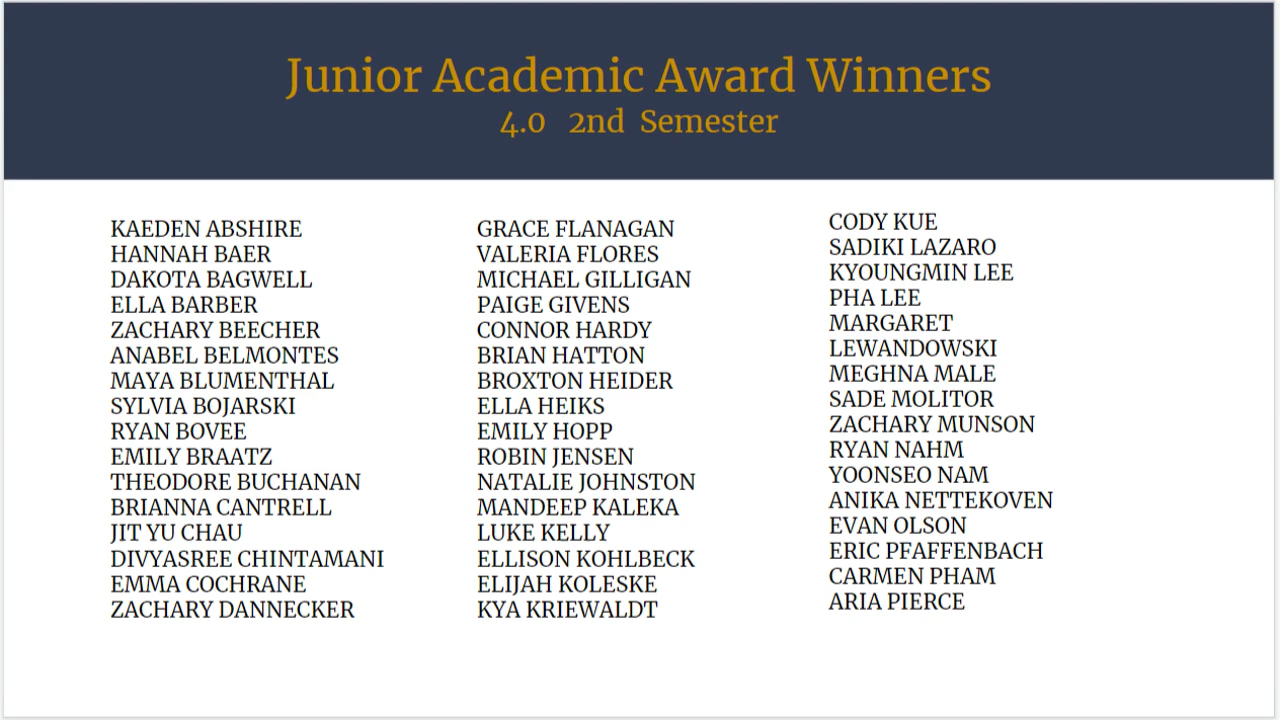 Junior Academic Award Winners
4.0 2nd Semester
KAEDEN ABSHIRE
HANNAH BAER
DAKOTA BAGWELL
ELLA BARBER
ZACHARY BEECHER
ANABEL BELMONTES
MAYA BLUMENTHAL
SYLVIA BOJARSKI
RYAN BOVEE
EMILY BRAATZ
THEODORE BUCHANAN
BRIANNA CANTRELL
JIT YU CHAU
DIVYASREE CHINTAMANI
EMMA COCHRANE
ZACHARY DANNECKER
GRACE FLANAGAN
VALERIA FLORES
MICHAEL GILLIGAN
PAIGE GIVENS
CONNOR HARDY
BRIAN HATTON
BROXTON HEIDER
ELLA HEIKS
EMILY HOPP
ROBIN JENSEN
NATALIE JOHNSTON
MANDEEP KALEKA
LUKE KELLY
ELLISON KOHLBECK
ELIJAH KOLESKE
KYA KRIEWALDT
CODY KUE
SADIKI LAZARO
KYOUNGMIN LEE
PHA LEE
MARGARET
LEWANDOWSKI
MEGHNA MALE
SADE MOLITOR
ZACHARY MUNSON
RYAN NAHM
YOONSEO NAM
ANIKA NETTEKOVEN
EVAN OLSON
ERIC PFAFFENBACH
CARMEN PHAM
ARIA PIERCE